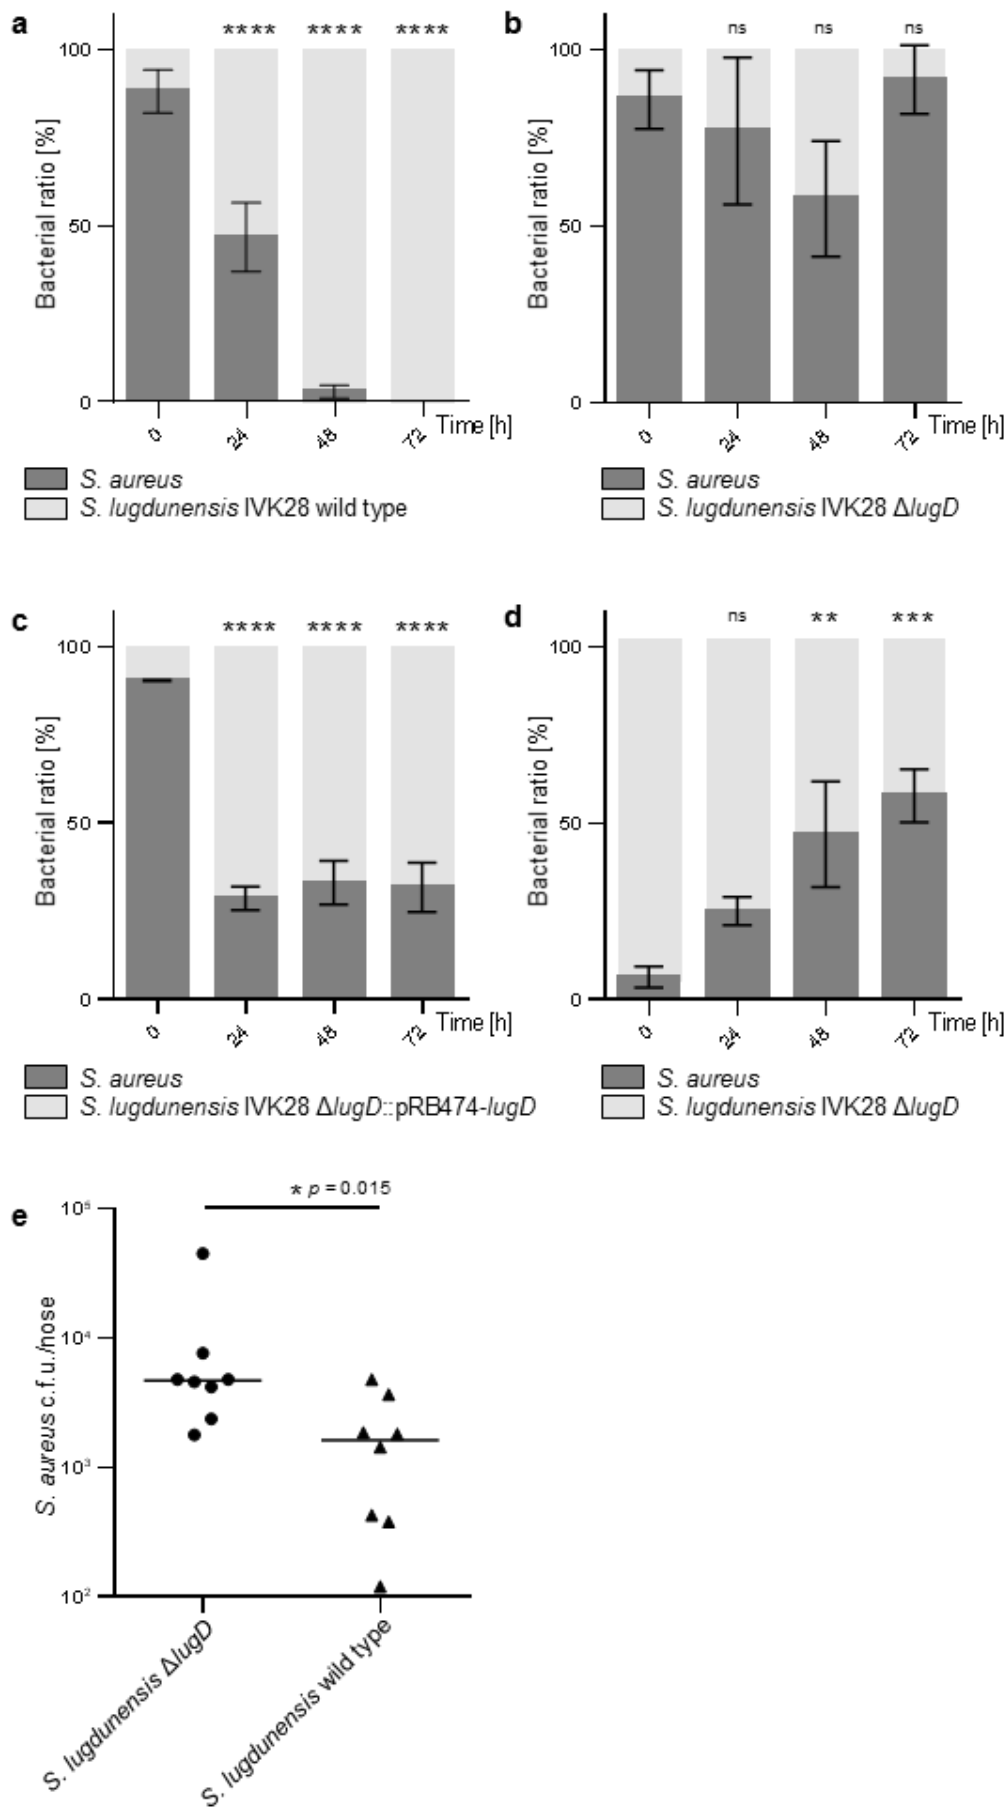 a
**** **** ****
100
50
0
Bacterial ratio [%]
0 24 48 72 Time [h]
S. aureus
S. lugdunensis IVK28 wild type
b
ns ns ns
100
50
0
Bacterial ratio [%]
0 24 48 72 Time [h]
S. aureus
S. lugdunensis IVK28 ΔlugD
c
**** **** ****
100
50
0
Bacterial ratio [%]
0 24 48 72 Time [h]
S. aureus
S. lugdunensis IVK28 ΔlugD::pRB474-lugD
d
ns ** ***
100
50
0
Bacterial ratio [%]
0 24 48 72 Time [h]
S. aureus
S. lugdunensis IVK28 ΔlugD
e
* p = 0.015
10⁵
10⁴
10³
10²
S. aureus c.f.u./nose
S. lugdunensis ΔlugD
S. lugdunensis wild type